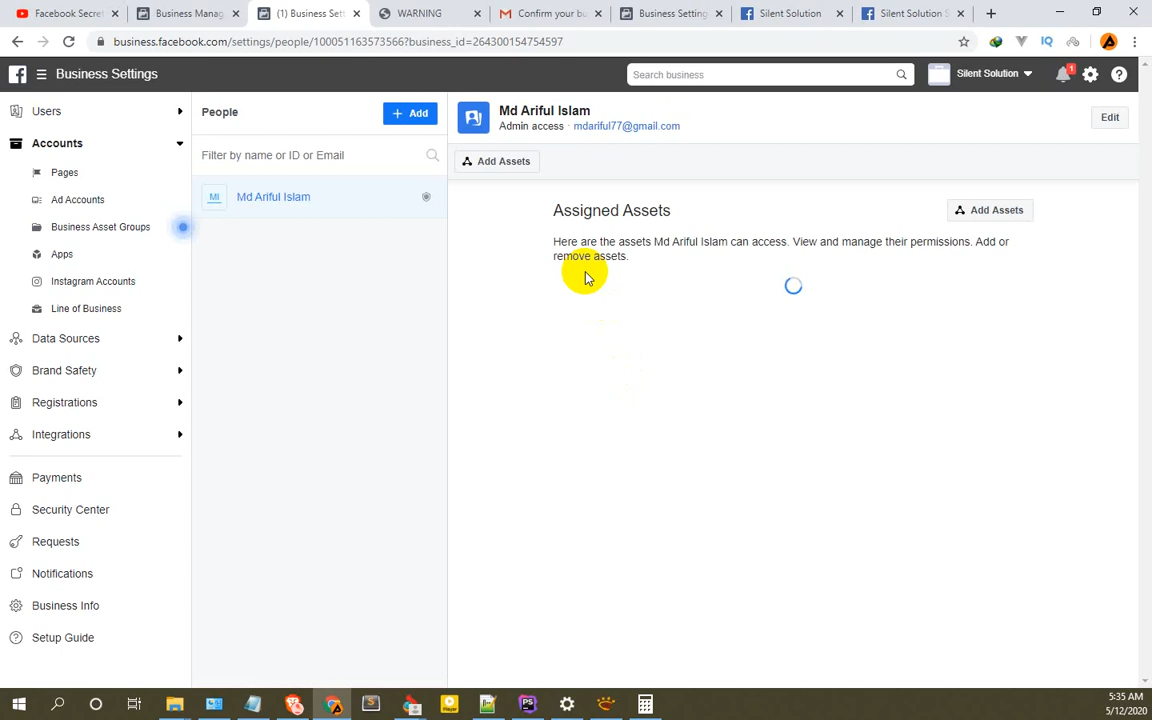 Facebook Secre
Business Manag
(1) Business Sett
WARNING
Confirm your bu
Business Setting
Silent Solution
Silent Solution S
business.facebook.com/settings/people/100051163573566?business_id=264300154754597
IQ
Business Settings
Search business
Silent Solution
1
Users
Accounts
Pages
Ad Accounts
Business Asset Groups
Apps
Instagram Accounts
Line of Business
Data Sources
Brand Safety
Registrations
Integrations
Payments
Security Center
Requests
Notifications
Business Info
Setup Guide
People
+ Add
Filter by name or ID or Email
MI
Md Ariful Islam
Md Ariful Islam
Admin access · mdariful77@gmail.com
Edit
Add Assets
Assigned Assets
Add Assets
Here are the assets Md Ariful Islam can access. View and manage their permissions. Add or
remove assets.
PS
5:35 AM
5/12/2020